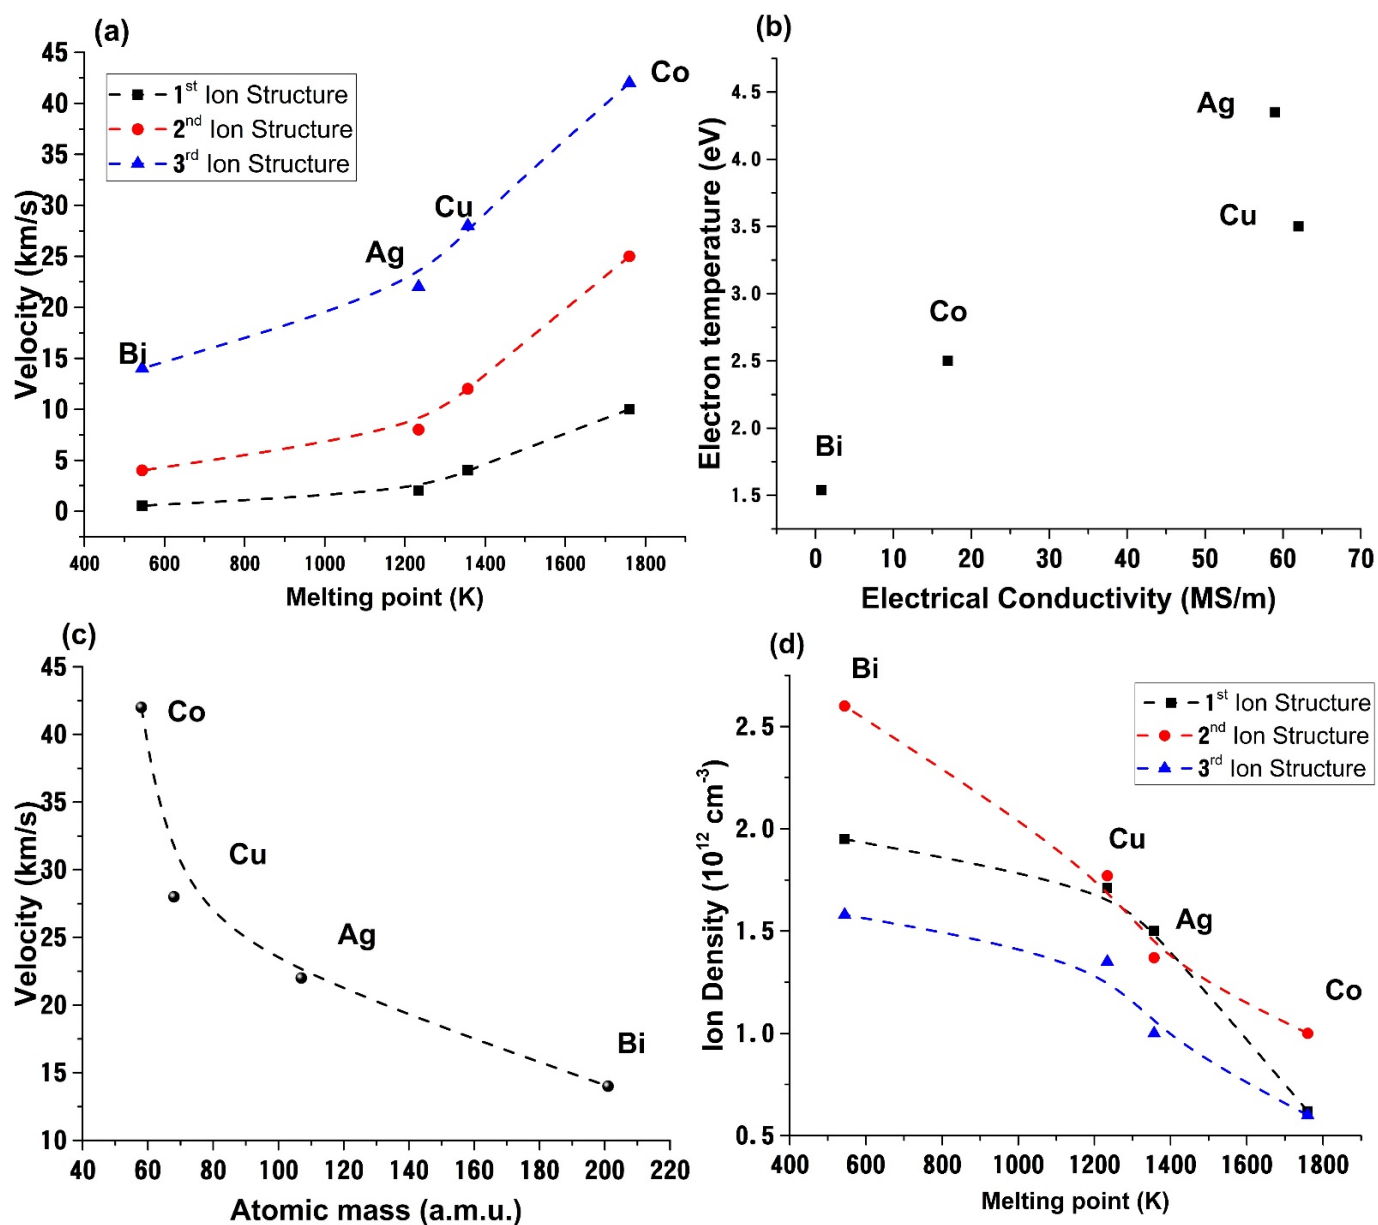 (a)
45
40
35
30
25
20
15
10
5
0
Velocity (km/s)
1st Ion Structure
2nd Ion Structure
3rd Ion Structure
Bi
Ag
Cu
Co
400 600 800 1000 1200 1400 1600 1800
Melting point (K)
(b)
4.5
4.0
3.5
3.0
2.5
2.0
1.5
Electron temperature (eV)
Ag
Cu
Co
Bi
0 10 20 30 40 50 60 70
Electrical Conductivity (MS/m)
(c)
45
40
35
30
25
20
15
10
Velocity (km/s)
Co
Cu
Ag
Bi
40 60 80 100 120 140 160 180 200 220
Atomic mass (a.m.u.)
(d)
2.5
2.0
1.5
1.0
0.5
Ion Density (10^12 cm^-3)
Bi
1st Ion Structure
2nd Ion Structure
3rd Ion Structure
Cu
Ag
Co
400 600 800 1000 1200 1400 1600 1800
Melting point (K)